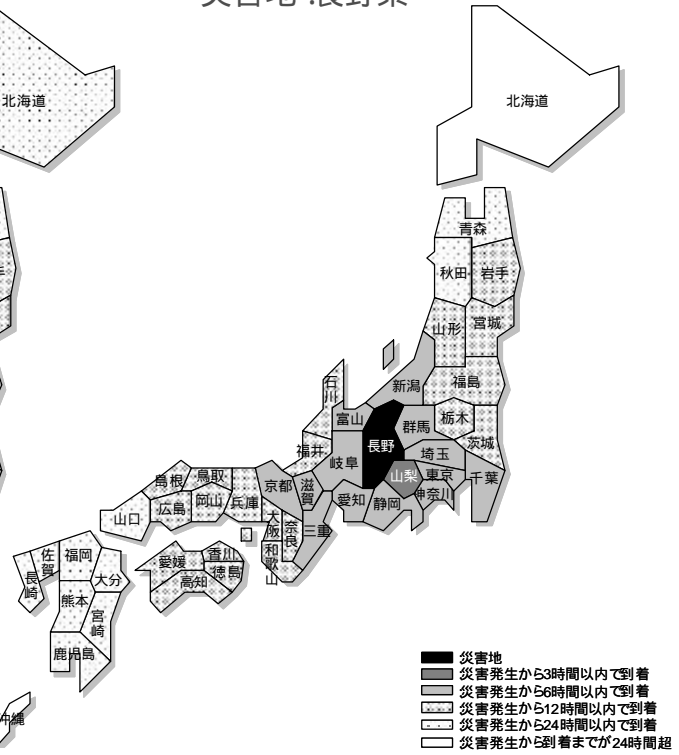 災害地：長野県
北海道
北海道
青森
秋田
岩手
手
山形
宮城
新潟
福島
石川
富山
群馬
栃木
長野
福井
岐阜
埼玉
茨城
山梨
東京
千葉
神奈川
静岡
愛知
三重
滋賀
京都
大阪
奈良
和歌山
兵庫
鳥取
島根
岡山
広島
山口
香川
愛媛
徳島
高知
福岡
佐賀
長崎
大分
熊本
宮崎
鹿児島
沖縄
災害地
災害発生から3時間以内で到着
災害発生から6時間以内で到着
災害発生から12時間以内で到着
災害発生から24時間以内で到着
災害発生から到着までが24時間超